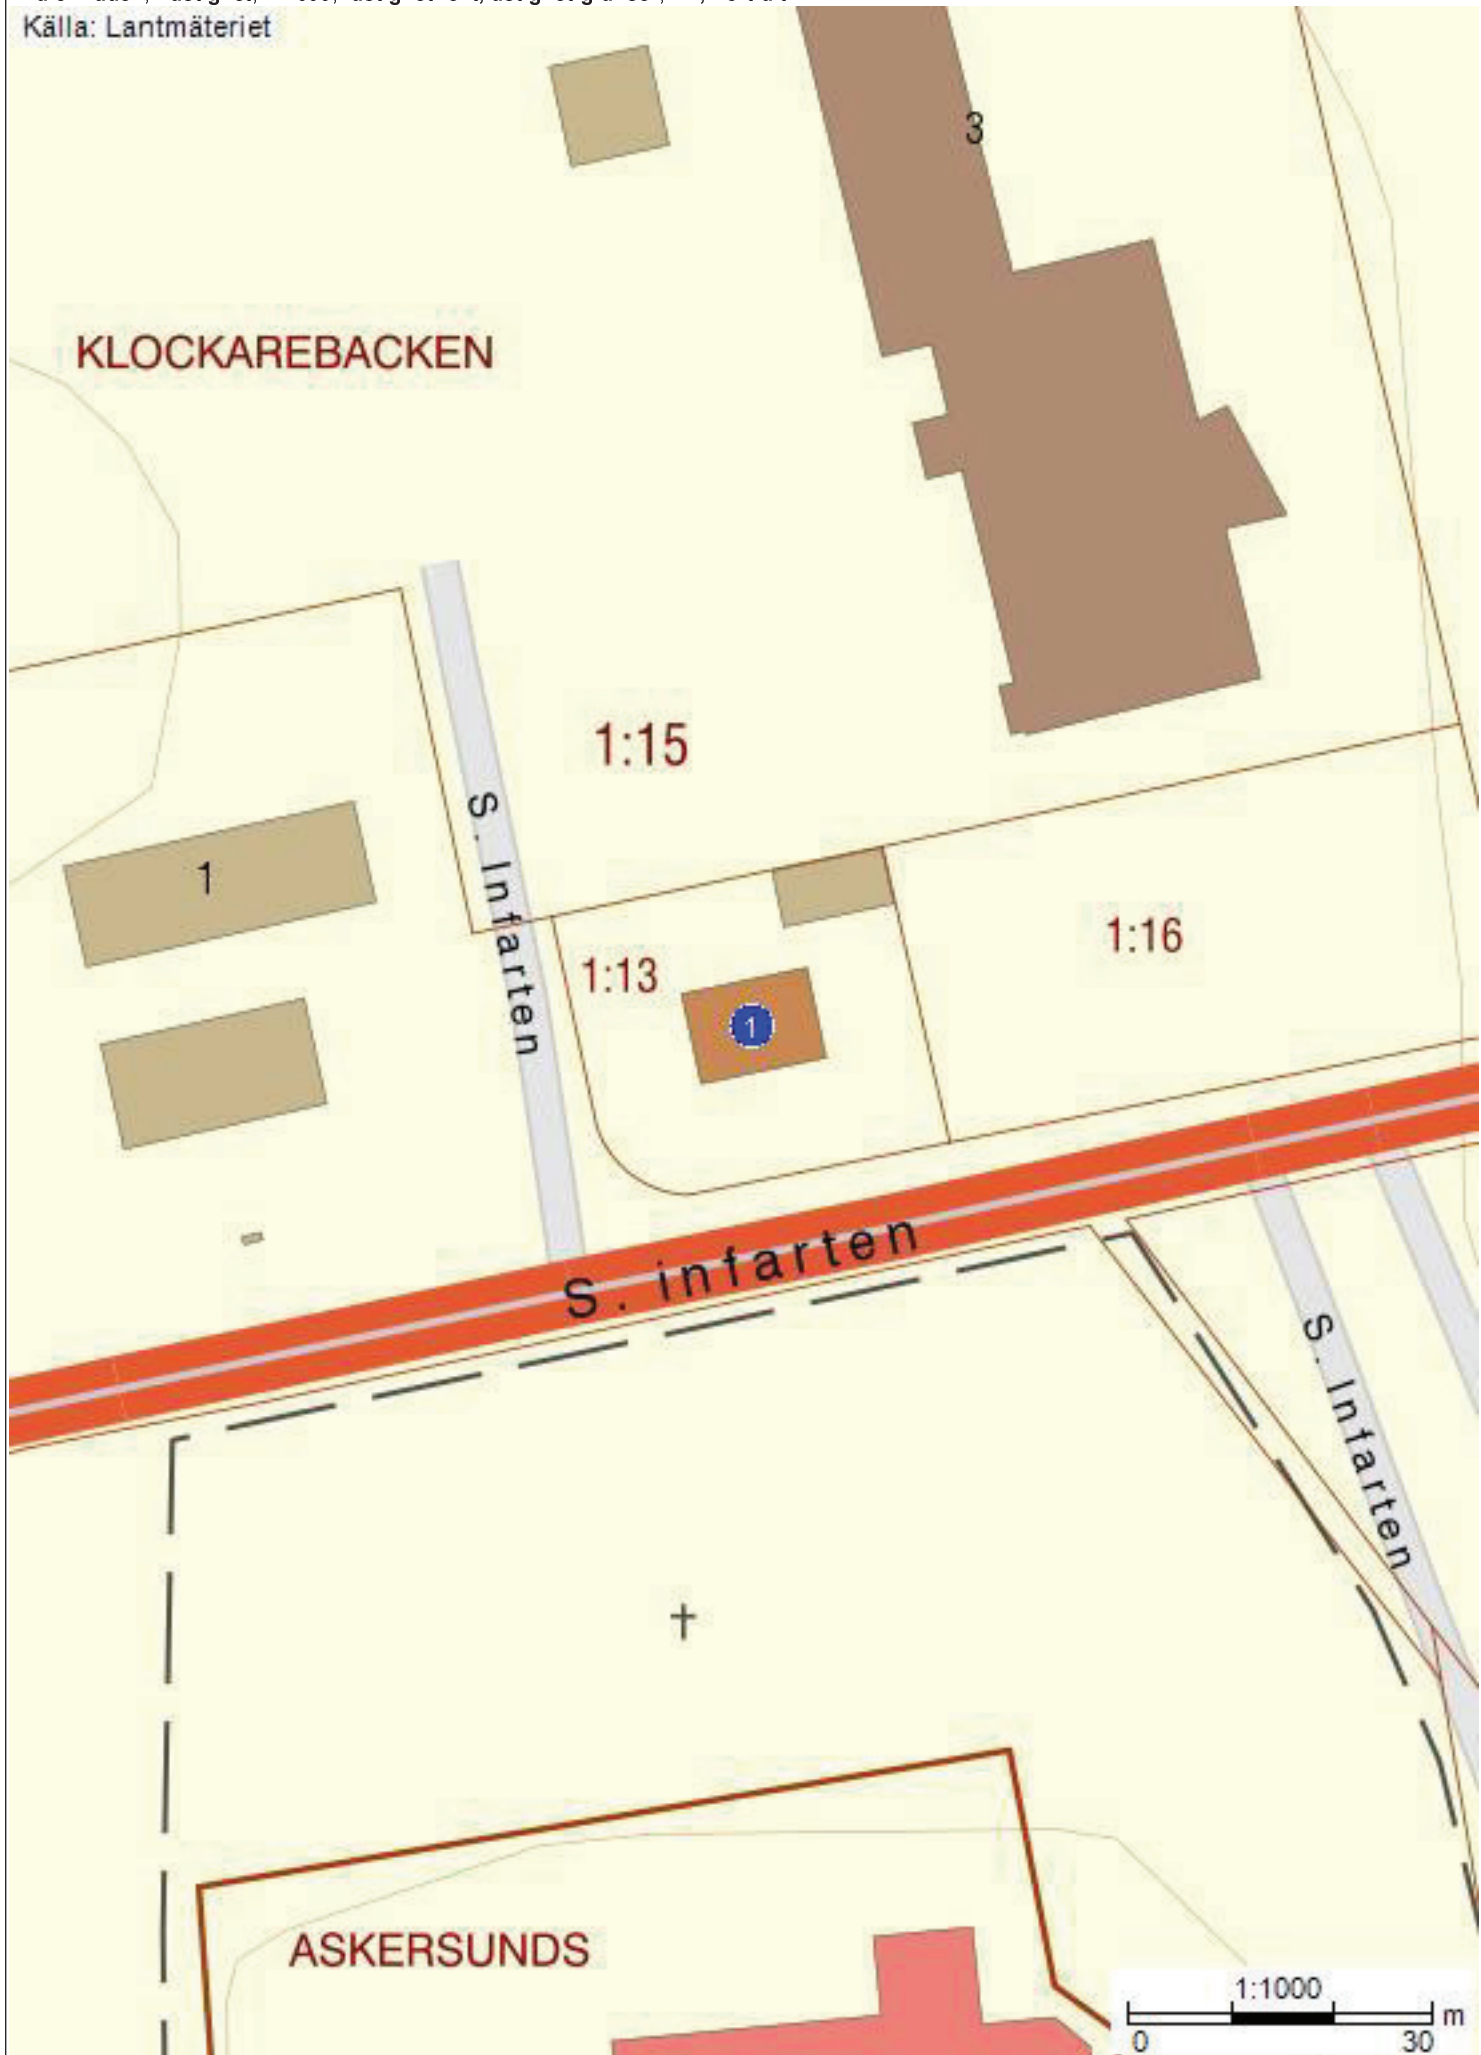 Källa: Lantmäteriet
3
KLOCKAREBACKEN
1:15
S. Infarten
1
1:16
1:13
1
S. infarten
S. Infarten
ASKERSUNDS
1:1000
m
0 30